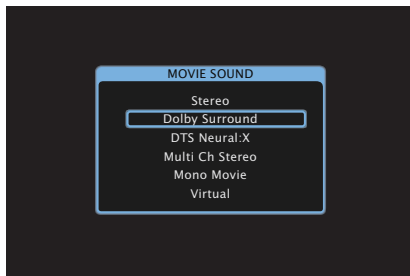 MOVIE SOUND
Stereo
Dolby Surround
DTS Neural:X
Multi Ch Stereo
Mono Movie
Virtual